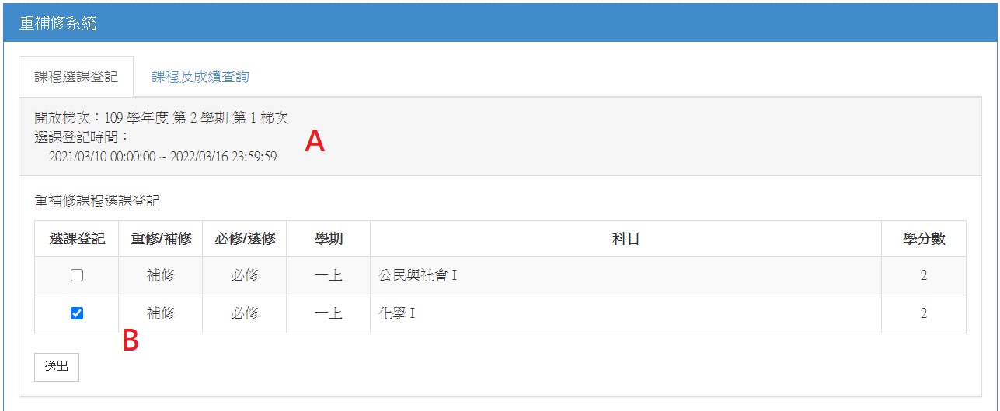 重補修系統
課程選課登記 課程及成績查詢
開放梯次：109 學年度 第 2 學期 第 1 梯次
選課登記時間：
2021/03/10 00:00:00 ~ 2022/03/16 23:59:59
A
重補修課程選課登記
選課登記 重修/補修 必修/選修 學期 科目 學分數
補修 必修 一上 公民與社會 I 2
補修 必修 一上 化學 I 2
B
送出